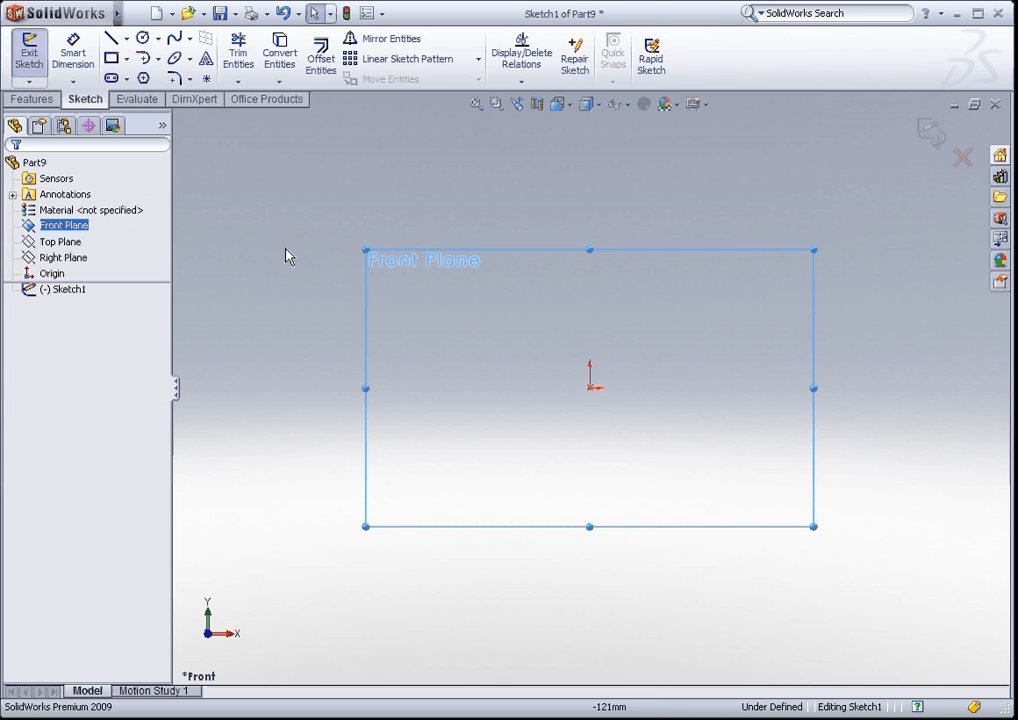 SolidWorks
Sketch1 of Part9 *
SolidWorks Search
Exit Sketch
Smart Dimension
Trim Entities
Convert Entities
Offset Entities
Mirror Entities
Linear Sketch Pattern
Move Entities
Display/Delete Relations
Repair Sketch
Quick Snaps
Rapid Sketch
Features
Sketch
Evaluate
DimXpert
Office Products
Part9
Sensors
Annotations
Material <not specified>
Front Plane
Top Plane
Right Plane
Origin
(-) Sketch1
Front Plane
Y
X
*Front
Model
Motion Study 1
SolidWorks Premium 2009
-121mm
Under Defined
Editing Sketch1